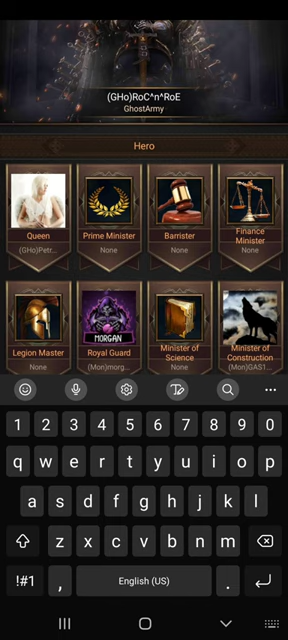 (GHo)RoC^n^RoE
GhostArmy
Hero
Queen
(GHo)Petr...
Prime Minister
None
Barrister
None
Finance
Minister
None
Legion Master
None
MORGAN
Royal Guard
(Mon)morg...
Minister of
Science
None
Minister of
Construction
(Mon)GAS1...
1 2 3 4 5 6 7 8 9 0
q w e r t y u i o p
a s d f g h j k l
z x c v b n m
!#1 , English (US) .